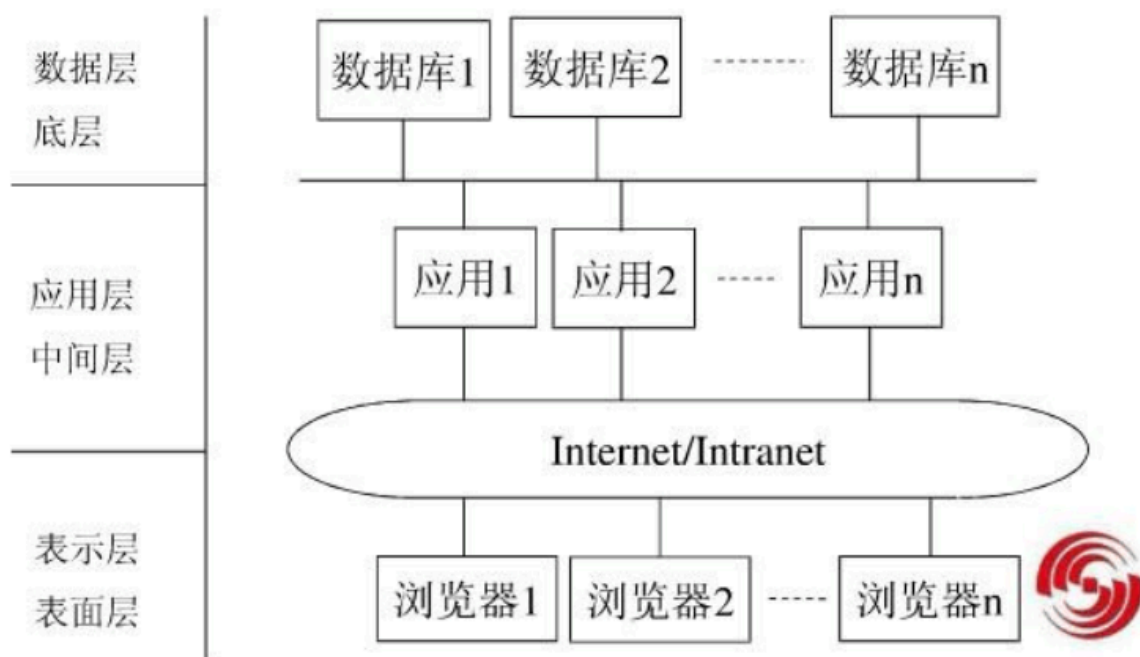 数据层
底层
数据库1 数据库2 数据库n
应用层
中间层
应用1 应用2 应用n
Internet/Intranet
表示层
表面层
浏览器1 浏览器2 浏览器n